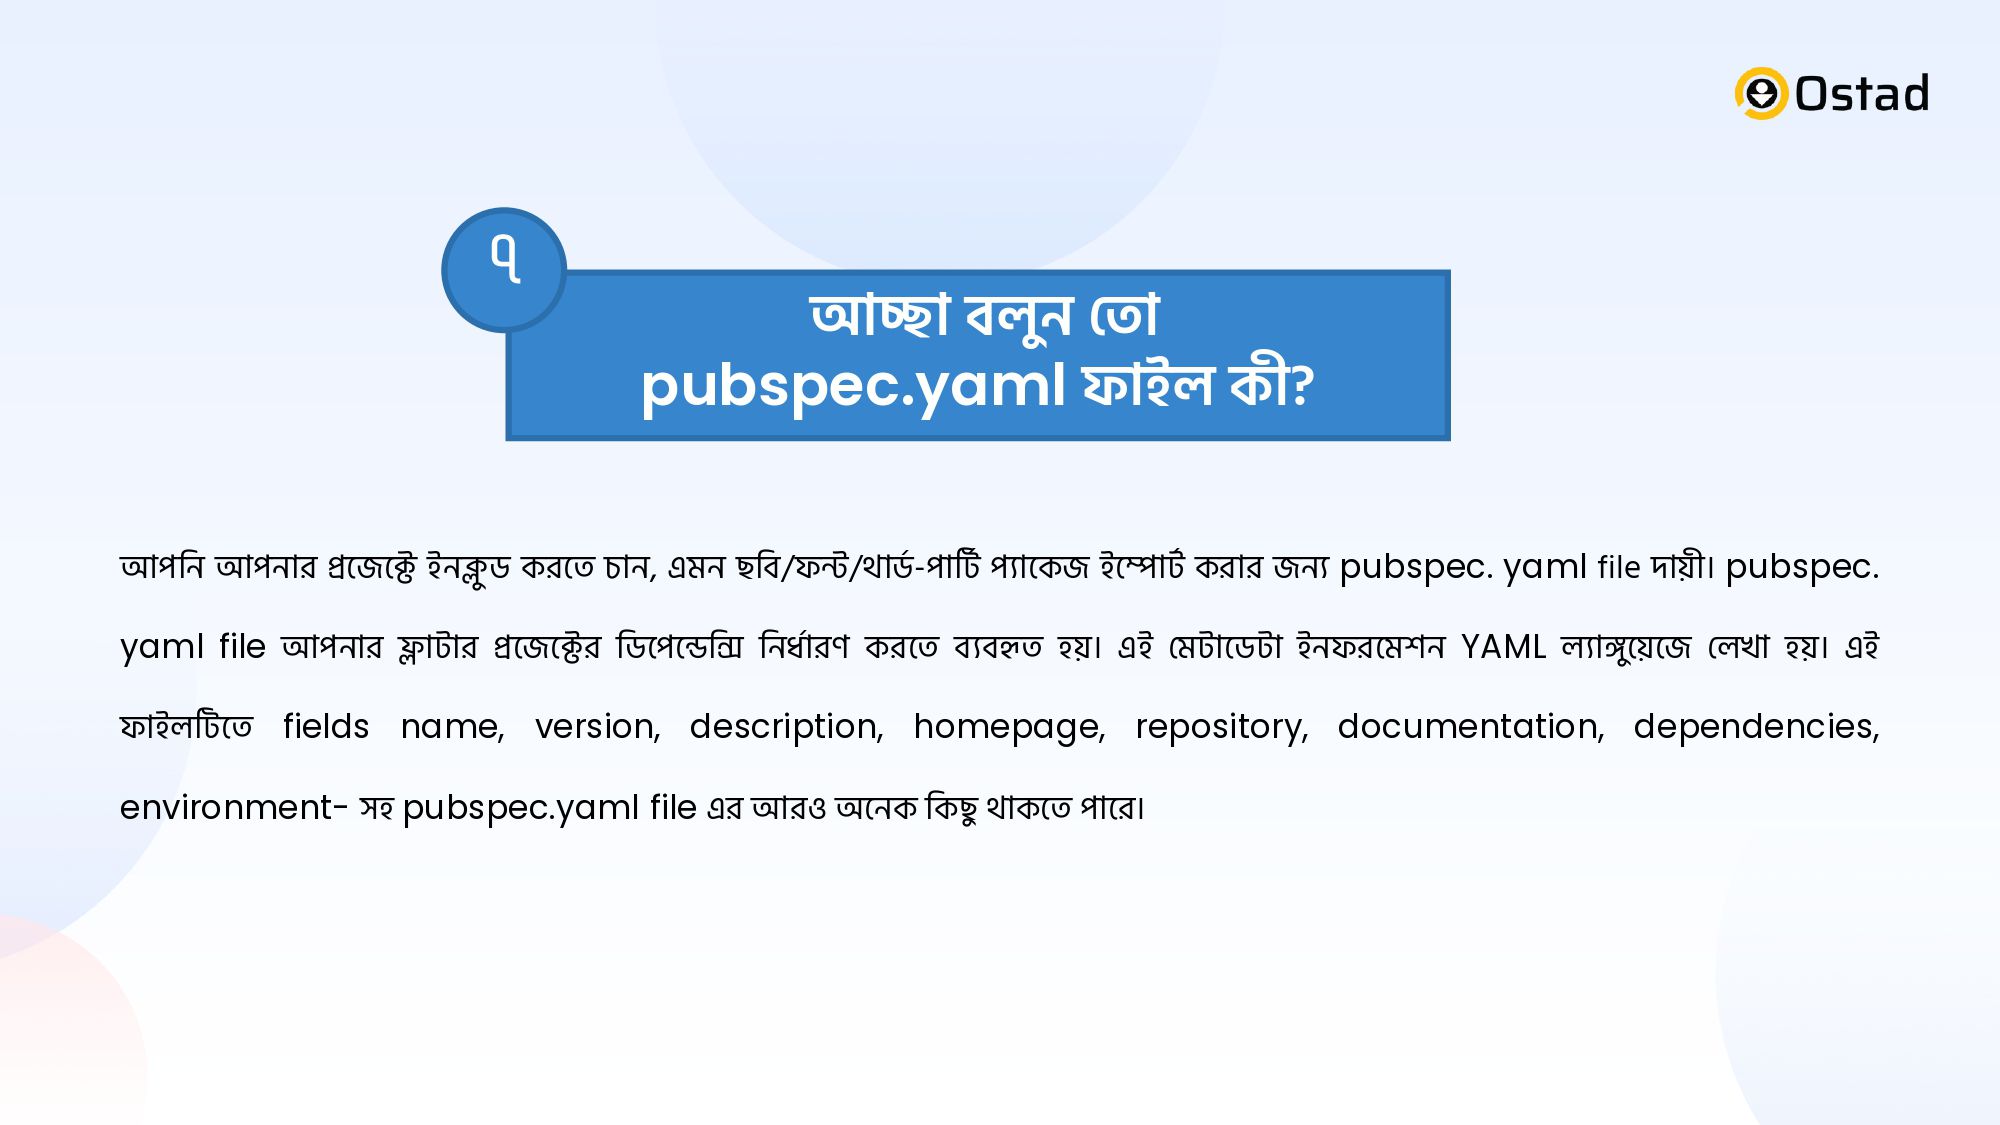 Ostad
৭
আচ্ছা বলুন তো
pubspec.yaml ফাইল কী?
আপনি আপনার প্রজেক্টে ইনক্লুড করতে চান, এমন ছবি/ফন্ট/থার্ড-পার্টি প্যাকেজ ইম্পোর্ট করার জন্য pubspec. yaml file দায়ী। pubspec.
yaml file আপনার ফ্লাটার প্রজেক্টের ডিপেন্ডেন্সি নির্ধারণ করতে ব্যবহৃত হয়। এই মেটাডেটা ইনফরমেশন YAML ল্যাঙ্গুয়েজে লেখা হয়। এই
ফাইলটিতে fields name, version, description, homepage, repository, documentation, dependencies,
environment- সহ pubspec.yaml file এর আরও অনেক কিছু থাকতে পারে।